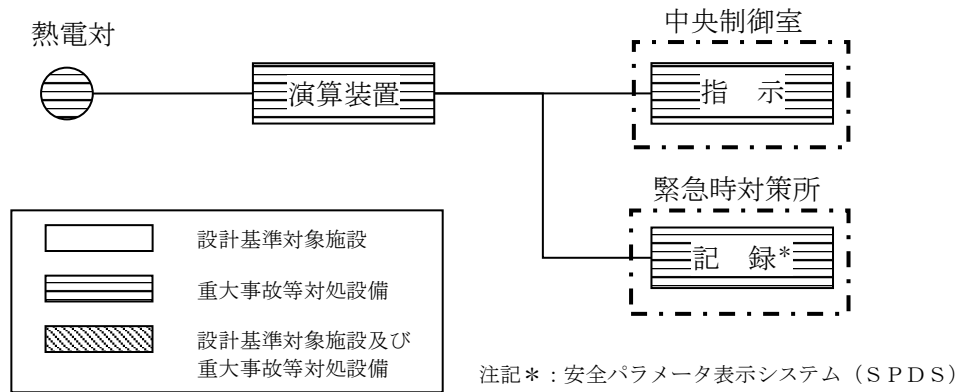 中央制御室
熱電対
演算装置
指　示
緊急時対策所
記　録*
設計基準対象施設
重大事故等対処設備
設計基準対象施設及び
重大事故等対処設備
注記＊：安全パラメータ表示システム（ＳＰＤＳ）